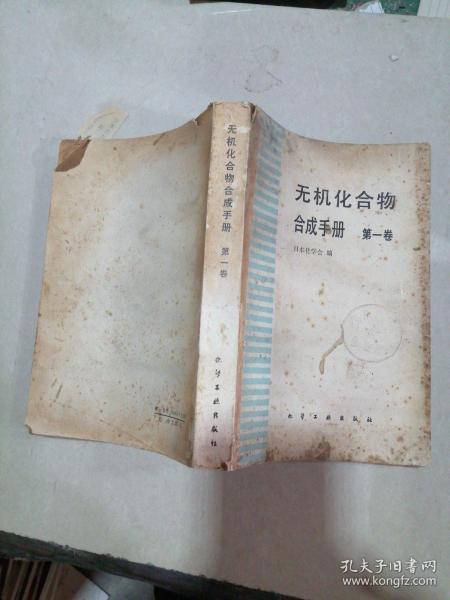 无机化合物
合成手册 第一卷
日本化学会 编
化学工业出版社
无机化合物合成手册 第一卷
化学工业出版社
孔夫子旧书网
www.kongfz.com